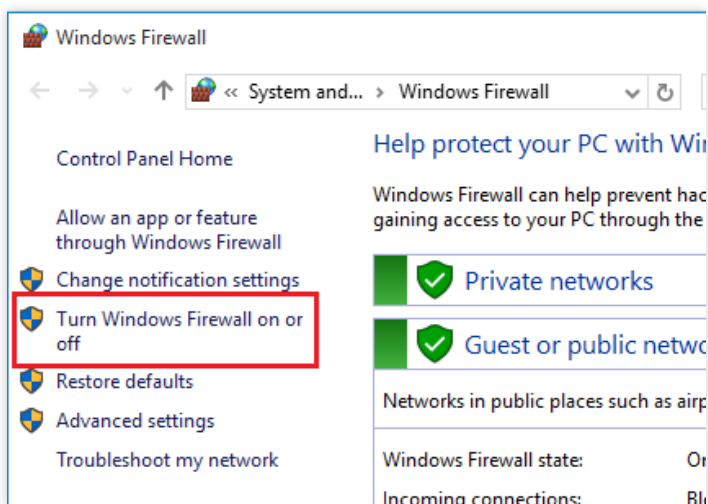 Windows Firewall
« System and... › Windows Firewall
Control Panel Home
Allow an app or feature
through Windows Firewall
Change notification settings
Turn Windows Firewall on or
off
Restore defaults
Advanced settings
Troubleshoot my network
Help protect your PC with
Windows Firewall can help prevent
gaining access to your PC through the
Private networks
Guest or public
Networks in public places such as
Windows Firewall state:
Incoming connections: